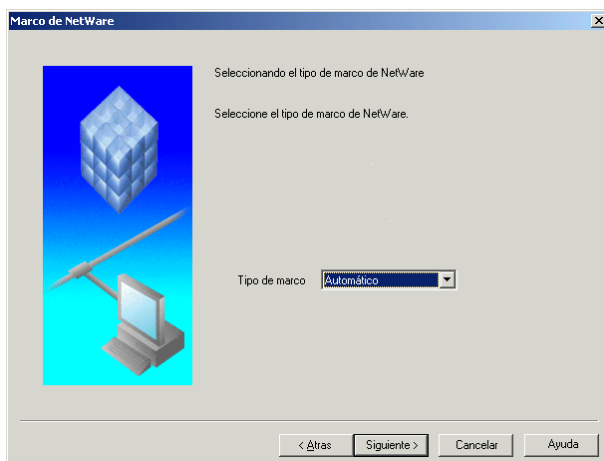 Marco de NetWare
Seleccionando el tipo de marco de NetWare
Seleccione el tipo de marco de NetWare.
Tipo de marco Automático
< Atras Siguiente > Cancelar Ayuda